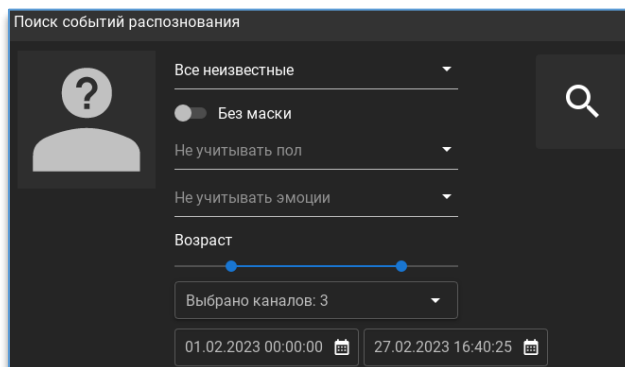 Поиск событий распознования
?
Все неизвестные
Без маски
Не учитывать пол
Не учитывать эмоции
Возраст
Выбрано каналов: 3
01.02.2023 00:00:00 27.02.2023 16:40:25